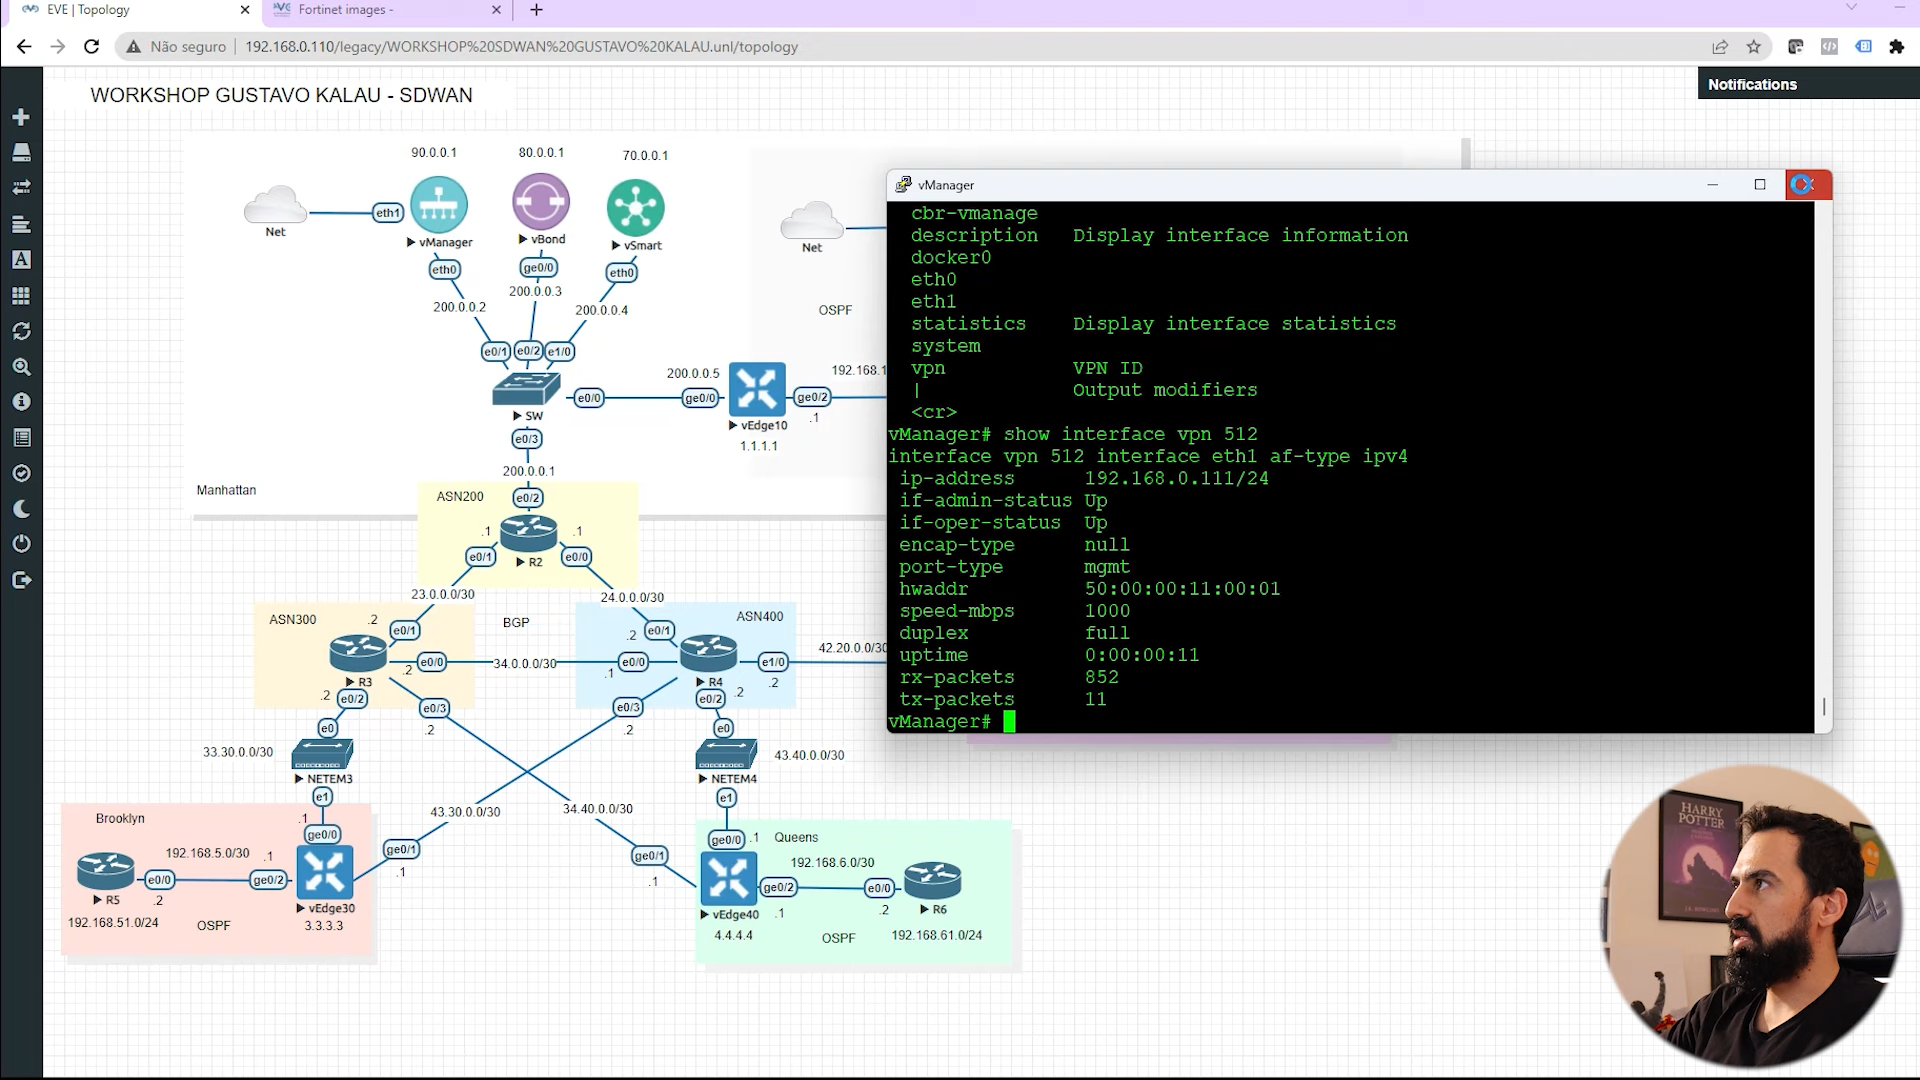 EVE | Topology
Fortinet images -
Não seguro
192.168.0.110/legacy/WORKSHOP%20SDWAN%20GUSTAVO%20KALAU.unl/topology
WORKSHOP GUSTAVO KALAU - SDWAN
Notifications
90.0.0.1
80.0.0.1
70.0.0.1
Net
eth1
vManager
vBond
vSmart
Net
eth0
ge0/0
eth0
200.0.0.2
200.0.0.3
200.0.0.4
OSPF
e0/1
e0/2
e1/0
SW
e0/0
200.0.0.5
ge0/0
192.168.1
ge0/2
.1
vEdge10
1.1.1.1
e0/3
200.0.0.1
Manhattan
ASN200
e0/2
.1
.1
R2
e0/1
e0/0
23.0.0.0/30
24.0.0.0/30
ASN300
.2
e0/1
BGP
ASN400
.2
e0/1
R3
e0/0
.2
34.0.0.0/30
e0/0
.1
R4
e1/0
.2
42.20.0.0/30
.2
e0/2
e0/3
.2
e0/3
.2
e0/2
.2
e0
33.30.0.0/30
NETEM3
e1
e0
43.40.0.0/30
NETEM4
e1
43.30.0.0/30
34.40.0.0/30
Brooklyn
.1
ge0/0
192.168.5.0/30
.1
R5
e0/0
.2
ge0/2
vEdge30
3.3.3.3
ge0/1
.1
192.168.51.0/24
OSPF
Queens
ge0/0
.1
ge0/1
.1
192.168.6.0/30
ge0/2
.1
e0/0
.2
R6
vEdge40
4.4.4.4
OSPF
192.168.61.0/24
vManager
cbr-vmanage
description Display interface information
docker0
eth0
eth1
statistics Display interface statistics
system
vpn VPN ID
| Output modifiers
<cr>
vManager# show interface vpn 512
interface vpn 512 interface eth1 af-type ipv4
ip-address 192.168.0.111/24
if-admin-status Up
if-oper-status Up
encap-type null
port-type mgmt
hwaddr 50:00:00:11:00:01
speed-mbps 1000
duplex full
uptime 0:00:00:11
rx-packets 852
tx-packets 11
vManager#
HARRY
POTTER